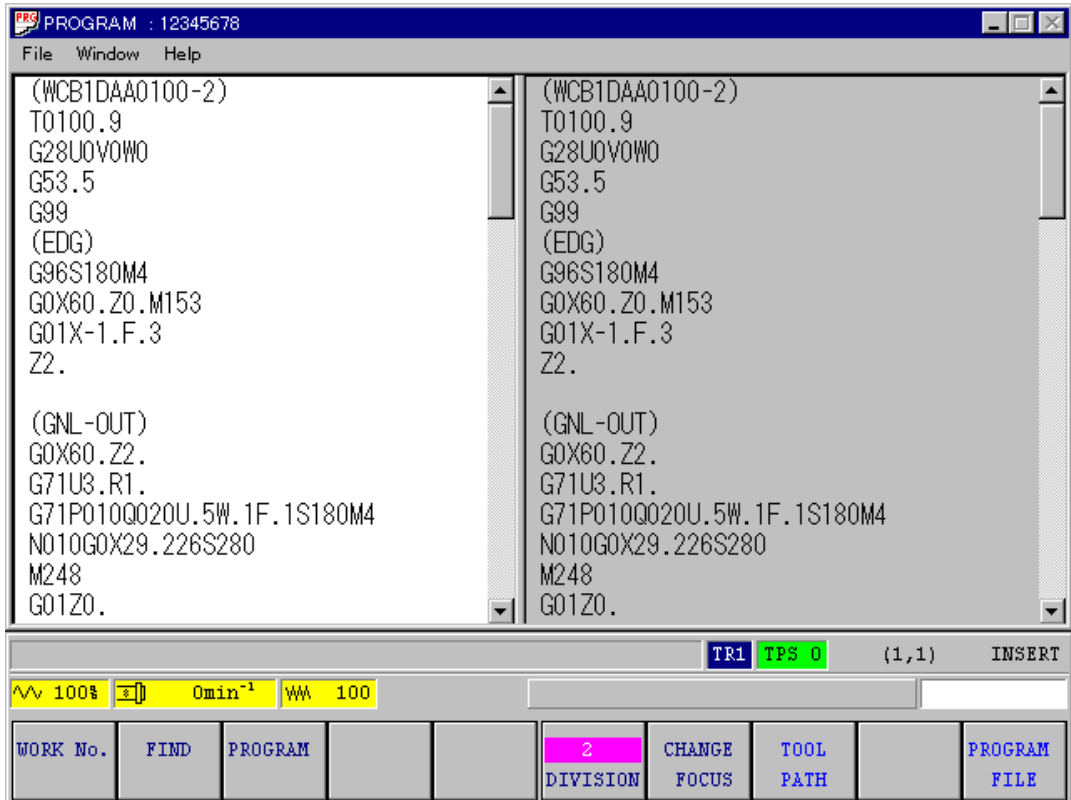 PRG PROGRAM : 12345678
File Window Help
(WCB1DAA0100-2)
T0100.9
G28U0V0W0
G53.5
G99
(EDG)
G96S180M4
G0X60.Z0.M153
G01X-1.F.3
Z2.
(GNL-OUT)
G0X60.Z2.
G71U3.R1.
G71P010Q020U.5W.1F.1S180M4
N010G0X29.226S280
M248
G01Z0.
(WCB1DAA0100-2)
T0100.9
G28U0V0W0
G53.5
G99
(EDG)
G96S180M4
G0X60.Z0.M153
G01X-1.F.3
Z2.
(GNL-OUT)
G0X60.Z2.
G71U3.R1.
G71P010Q020U.5W.1F.1S180M4
N010G0X29.226S280
M248
G01Z0.
TR1 TPS 0 (1,1) INSERT
100% 0min⁻¹ 100
WORK No. FIND PROGRAM
2 DIVISION
CHANGE FOCUS
TOOL PATH
PROGRAM FILE